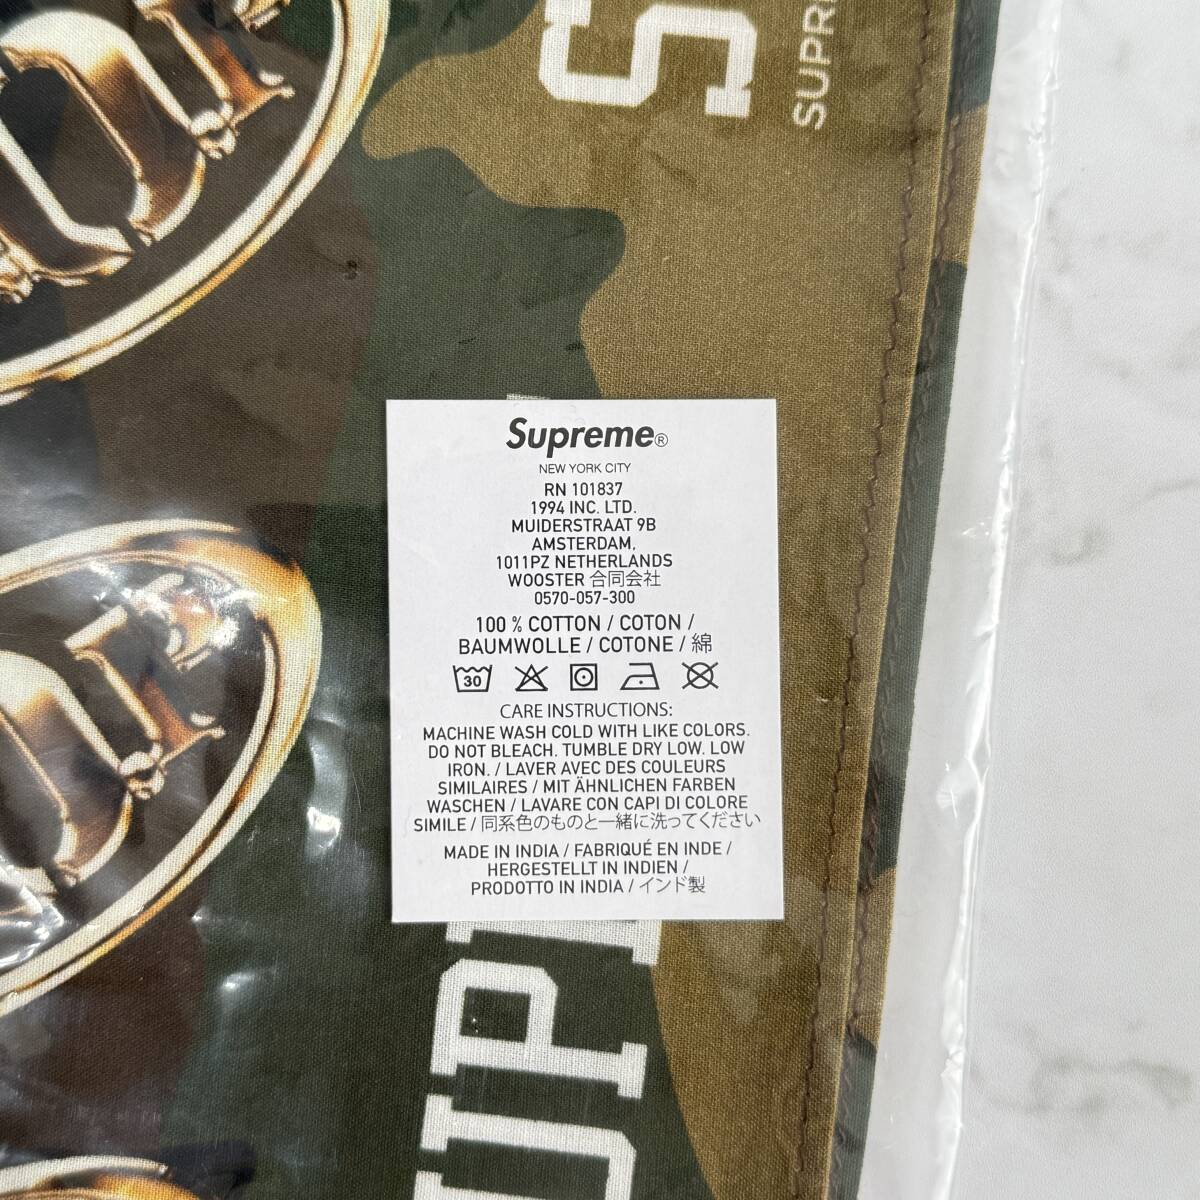 S
SUPR
Supreme®
NEW YORK CITY
RN 101837
1994 INC. LTD.
MUIDERSTRAAT 9B
AMSTERDAM,
1011PZ NETHERLANDS
WOOSTER 合同会社
0570-057-300
100 % COTTON / COTON /
BAUMWOLLE / COTONE / 綿
30
CARE INSTRUCTIONS:
MACHINE WASH COLD WITH LIKE COLORS.
DO NOT BLEACH. TUMBLE DRY LOW. LOW
IRON. / LAVER AVEC DES COULEURS
SIMILAIRES / MIT ÄHNLICHEN FARBEN
WASCHEN / LAVARE CON CAPI DI COLORE
SIMILE / 同系色のものと一緒に洗ってください
MADE IN INDIA / FABRIQUÉ EN INDE /
HERGESTELLT IN INDIEN /
PRODOTTO IN INDIA / インド製
UP